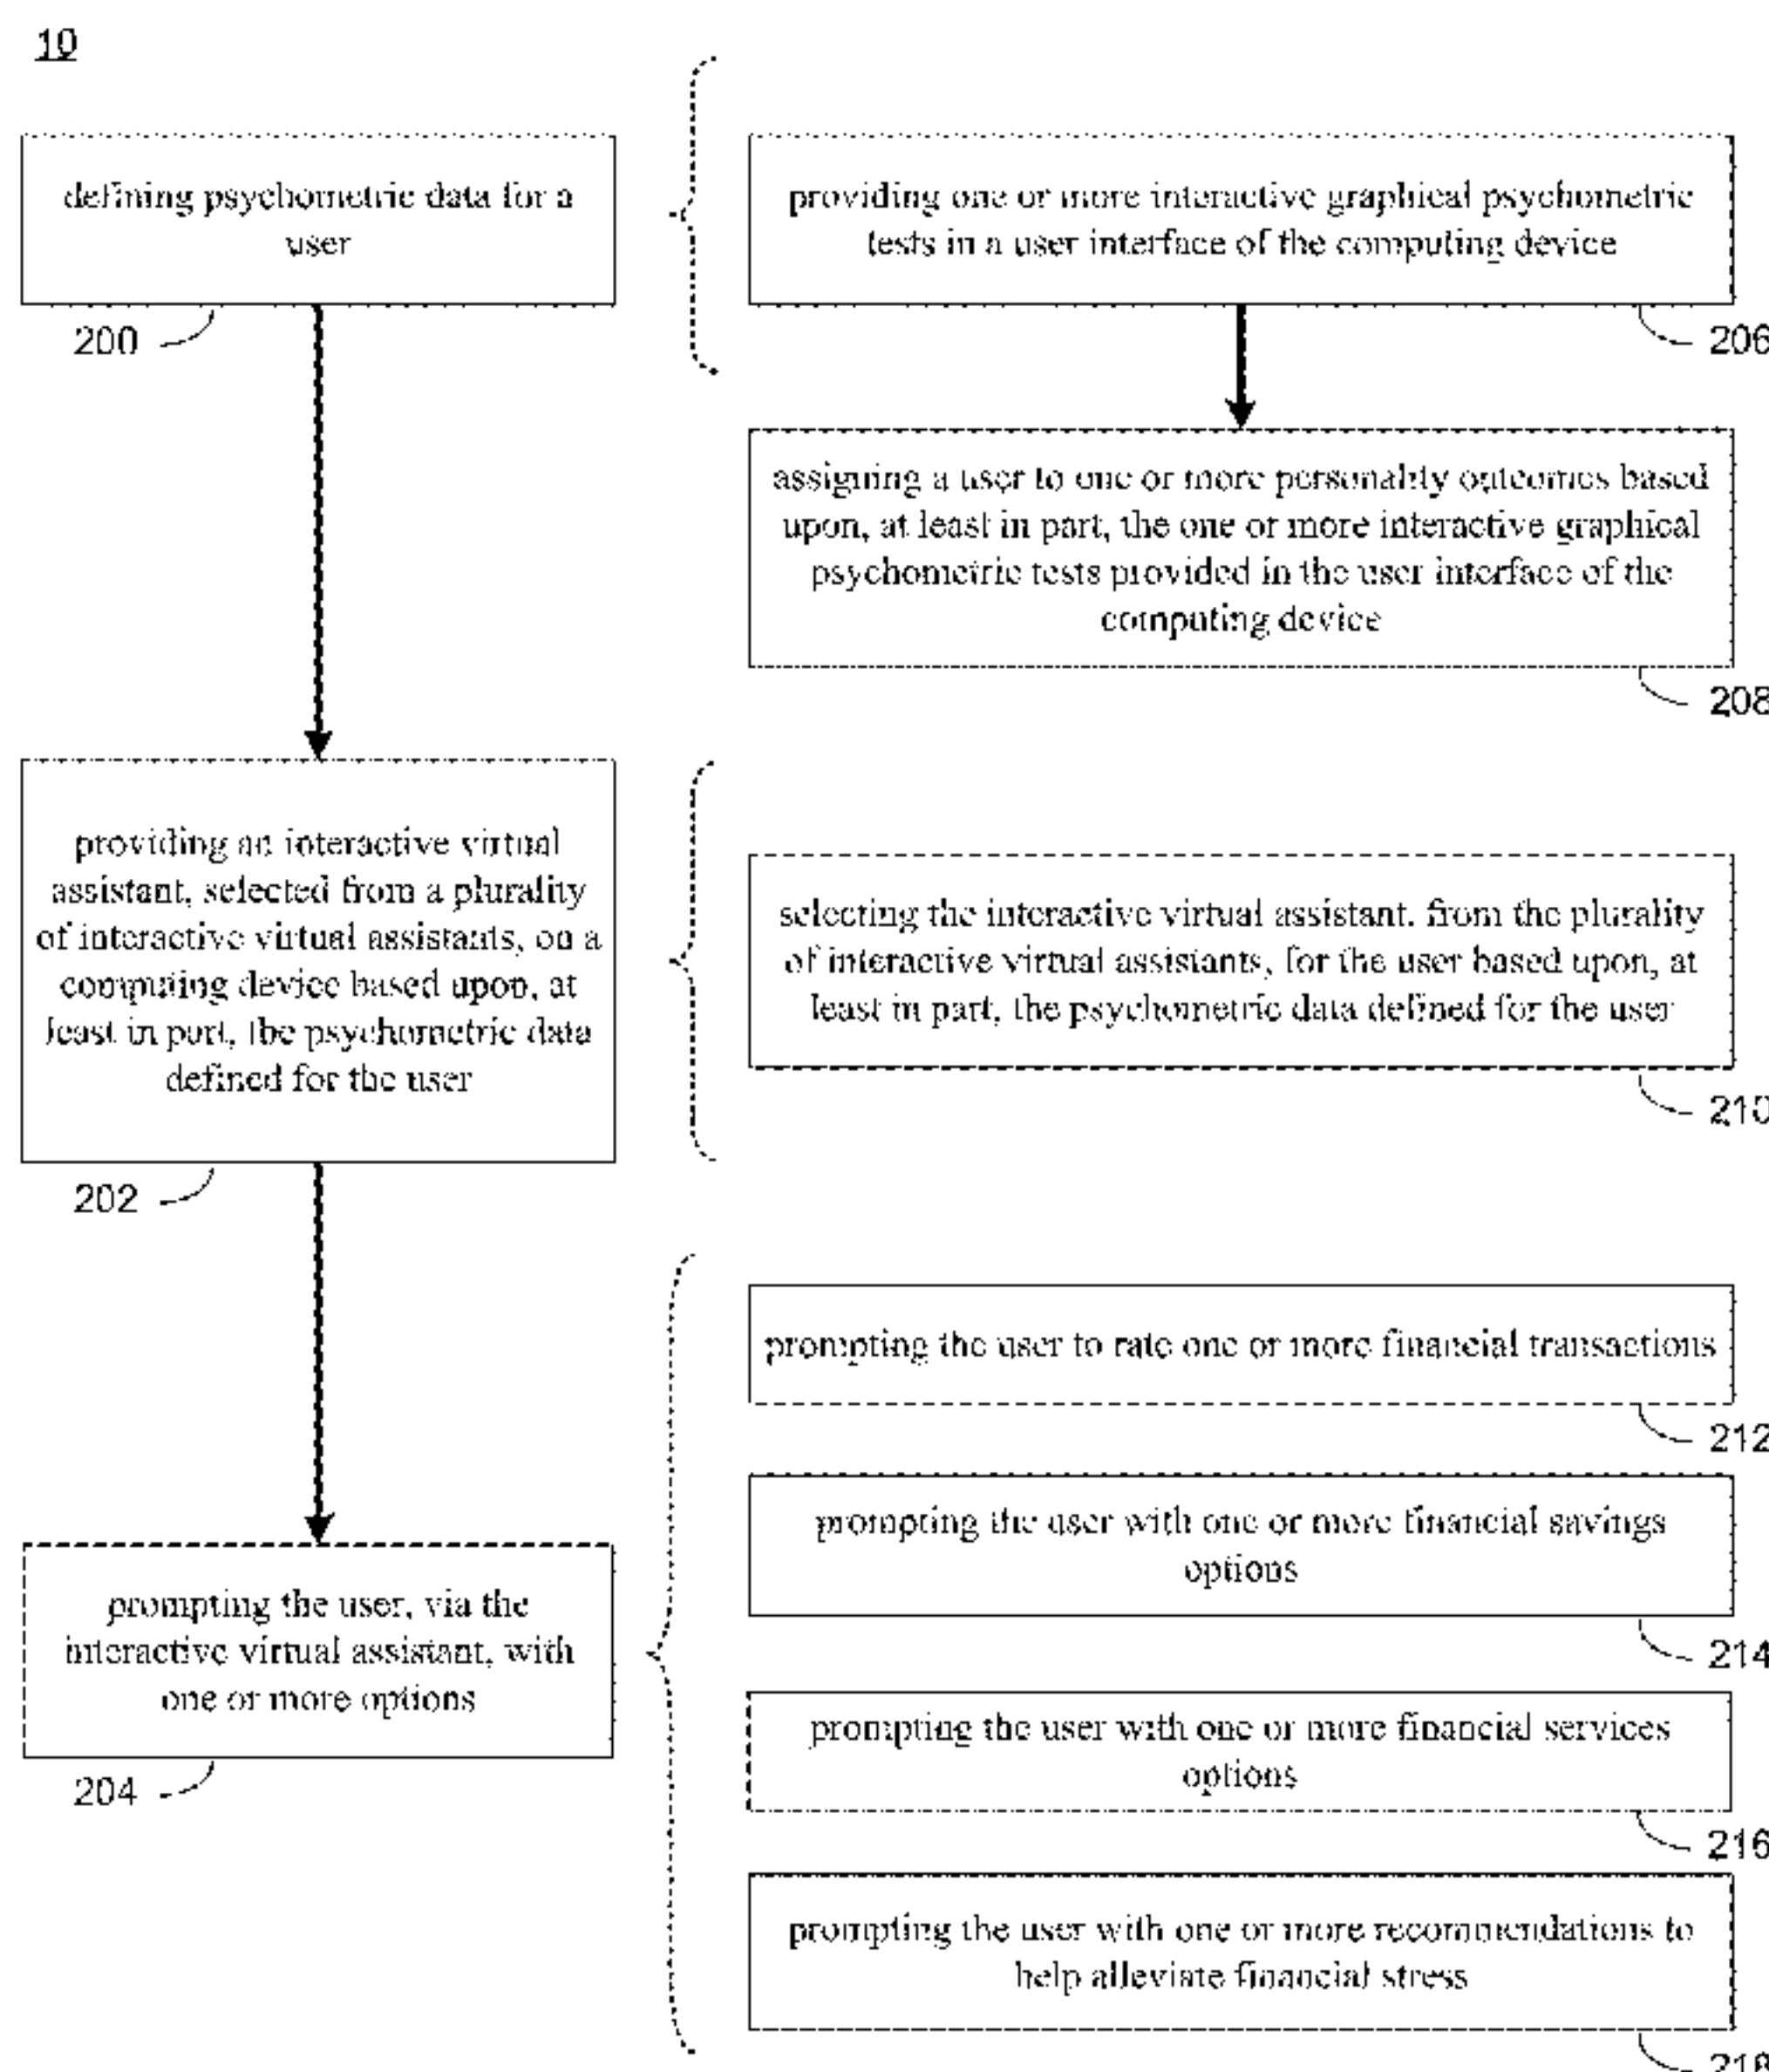 10
defining psychometric data for a
user
200
providing one or more interactive graphical psychometric
tests in a user interface of the computing device
206
assigning a user to one or more personality outcomes based
upon, at least in part, the one or more interactive graphical
psychometric tests provided in the user interface of the
computing device
208
providing an interactive virtual
assistant, selected from a plurality
of interactive virtual assistants, on a
computing device based upon, at
least in part, the psychometric data
defined for the user
202
selecting the interactive virtual assistant. from the plurality
of interactive virtual assistants, for the user based upon, at
least in part, the psychometric data defined for the user
210
prompting the user, via the
interactive virtual assistant, with
one or more options
204
prompting the user to rate one or more financial transactions
212
prompting the user with one or more financial savings
options
214
prompting the user with one or more financial services
options
216
prompting the user with one or more recommendations to
help alleviate financial stress
218